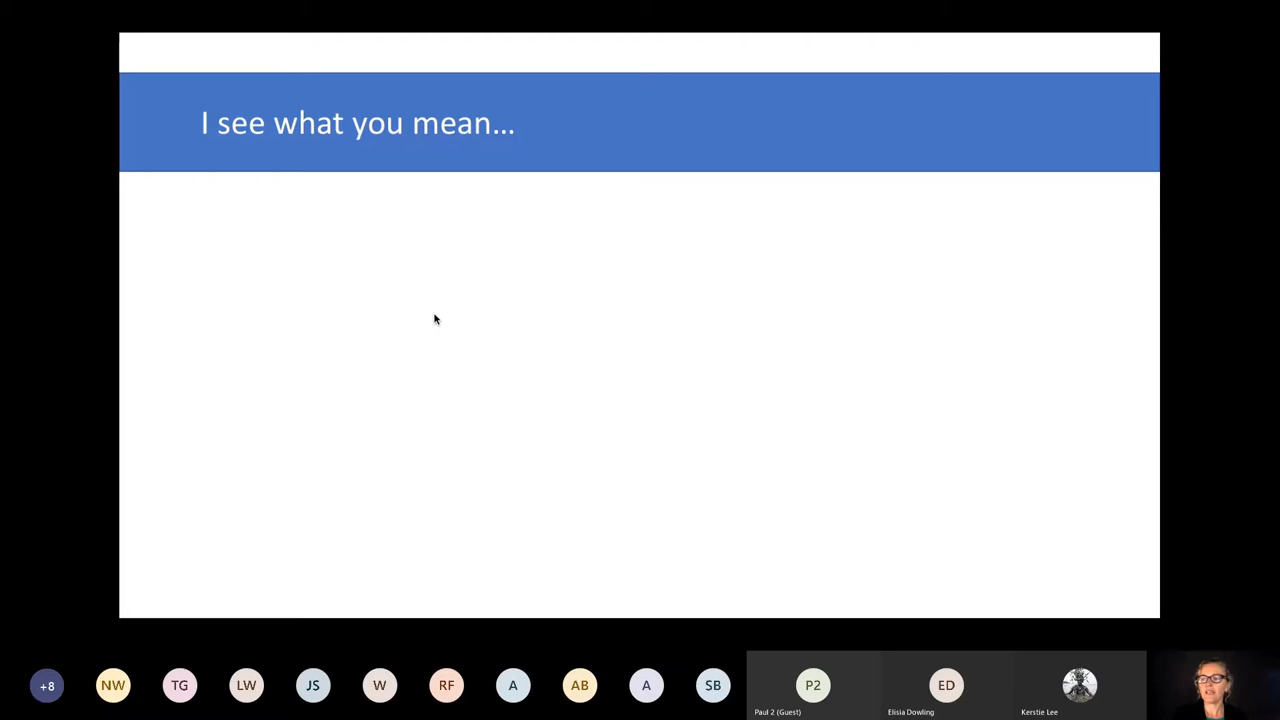 I see what you mean...
+8
NW
TG
LW
JS
W
RF
A
AB
A
SB
P2
ED
Paul 2 (Guest)
Elisia Dowling
Kerstie Lee